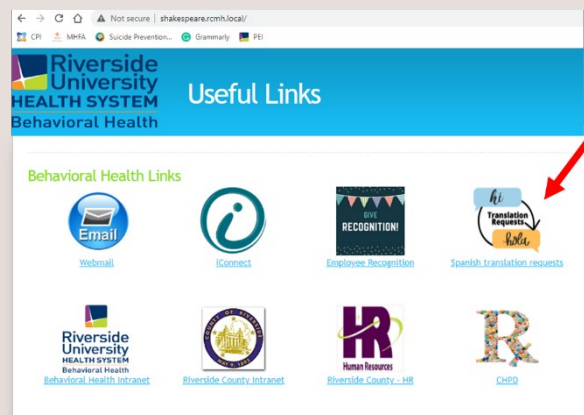 Not secure | shakespeare.rcmh.local/
CPI MHFA Suicide Prevention... Grammarly PEI
Riverside
University
HEALTH SYSTEM
Behavioral Health
Useful Links
Behavioral Health Links
Email
Webmail
i
iConnect
GIVE
RECOGNITION!
Employee Recognition
hi
Translation
Requests
hola
Spanish translation requests
Riverside
University
HEALTH SYSTEM
Behavioral Health
Behavioral Health Intranet
Riverside County Intranet
HR
Human Resources
Riverside County - HR
R
CHPD